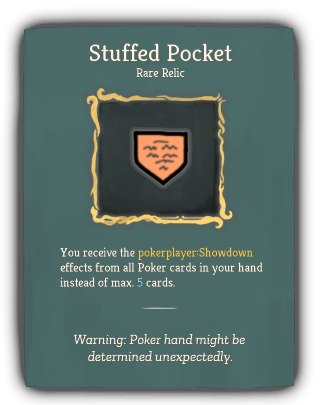 Stuffed Pocket
Rare Relic
You receive the pokerplayer:Showdown
effects from all Poker cards in your hand
instead of max. 5 cards.
Warning: Poker hand might be
determined unexpectedly.